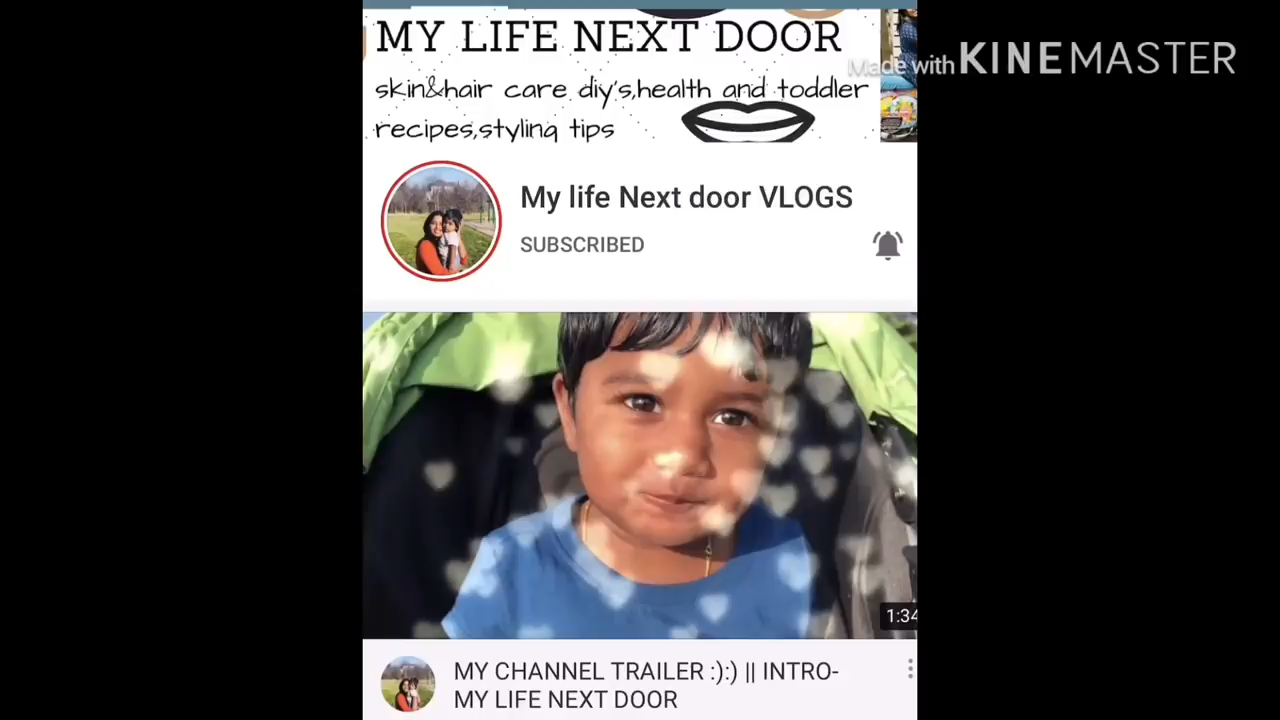 MY LIFE NEXT DOOR
Made with KINEMASTER
skin&hair care diy's,health and toddler
recipes,styling tips
My life Next door VLOGS
SUBSCRIBED
1:34
MY CHANNEL TRAILER :):) || INTRO-
MY LIFE NEXT DOOR